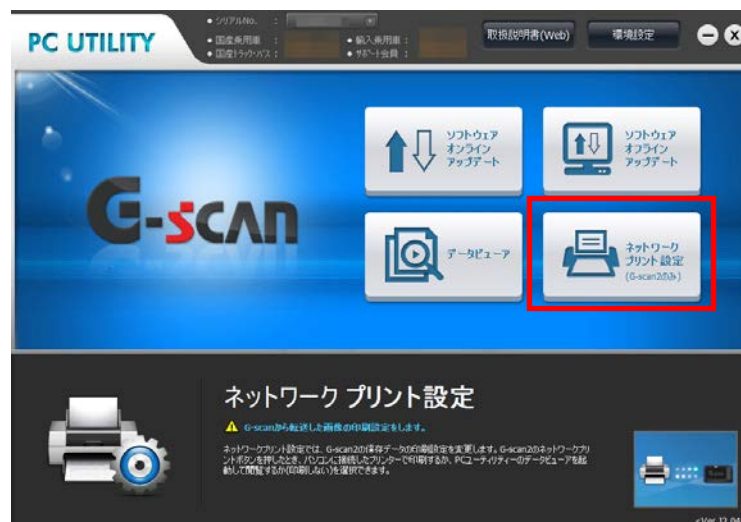 PC UTILITY
● シリアルNo. :
● 国産乗用車 :
● 輸入乗用車 :
● 国産トラック・バス :
● サポート会員 :
取扱説明書(Web)
環境設定
G-scan
ソフトウェア
オンライン
アップデート
ソフトウェア
オフライン
アップデート
データビューア
ネットワーク
プリント設定
(G-scan2のみ)
ネットワーク プリント設定
G-scanから転送した画像の印刷設定をします。
ネットワークプリント設定では、G-scan2の保存データの印刷設定を変更します。G-scan2のネットワークプリ
ントボタンを押したとき、パソコンに接続したプリンターで印刷するか、PCユーティリティーのデータビューアを起
動して閲覧するか(印刷しない)を選択できます。